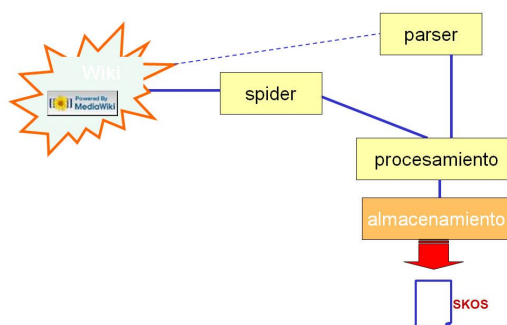 parser
Wiki
Powered By
MediaWiki
spider
procesamiento
almacenamiento
SKOS